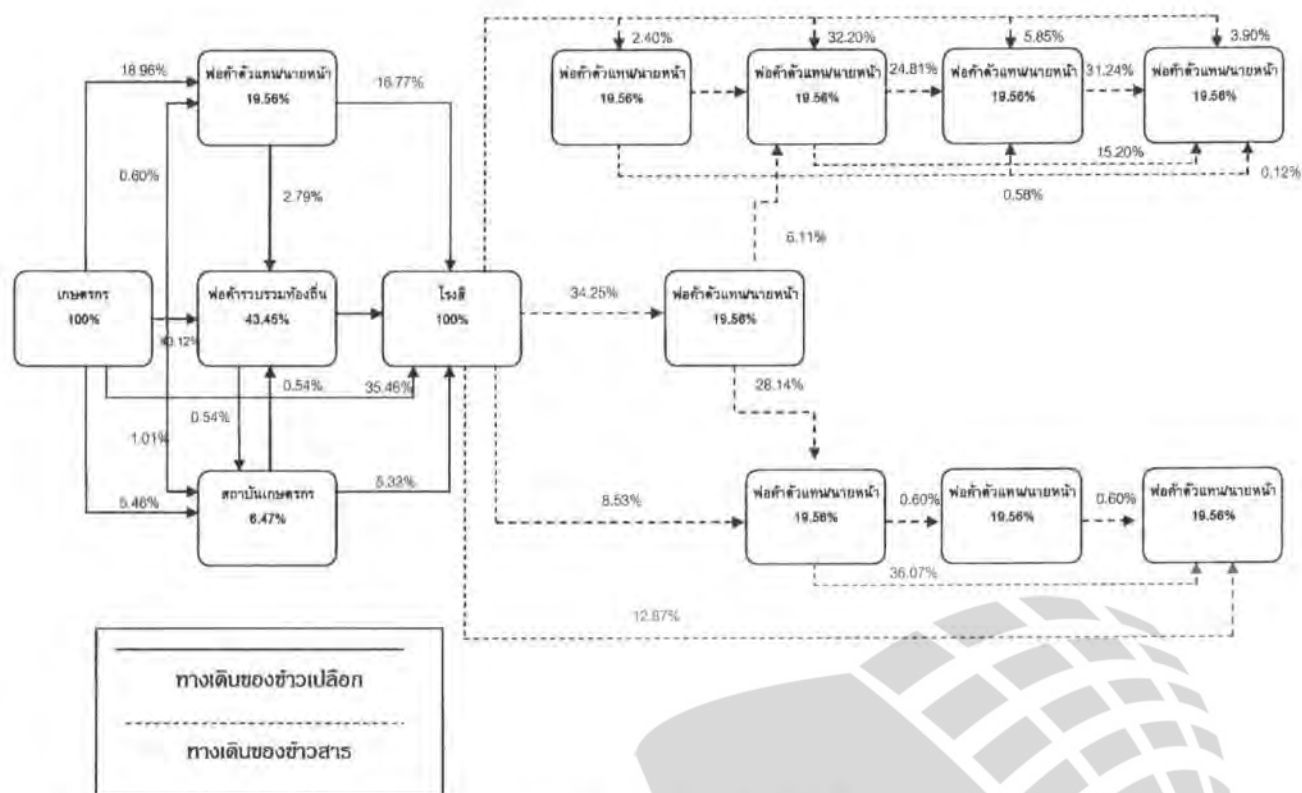 2.40%
32.20%
5.85%
3.90%
18.96%
พ่อค้าตัวแทน/นายหน้า
19.56%
16.77%
พ่อค้าตัวแทน/นายหน้า
19.56%
พ่อค้าตัวแทน/นายหน้า
19.56%
24.81%
พ่อค้าตัวแทน/นายหน้า
19.56%
31.24%
พ่อค้าตัวแทน/นายหน้า
19.56%
0.60%
2.79%
15.20%
0.12%
0.58%
6.11%
เกษตรกร
100%
พ่อค้ารวบรวมท้องถิ่น
43.45%
โรงสี
100%
34.25%
พ่อค้าตัวแทน/นายหน้า
19.56%
40.12%
0.54%
35.46%
28.14%
0.54%
1.01%
5.46%
สถาบันเกษตรกร
6.47%
5.33%
8.53%
พ่อค้าตัวแทน/นายหน้า
19.56%
0.60%
พ่อค้าตัวแทน/นายหน้า
19.56%
0.60%
พ่อค้าตัวแทน/นายหน้า
19.56%
36.07%
12.87%
ทางเดินของข้าวเปลือก
ทางเดินของข้าวสาร